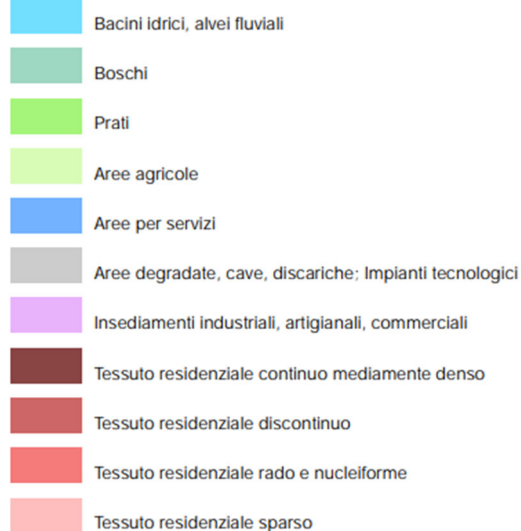 Bacini idrici, alvei fluviali
Boschi
Prati
Aree agricole
Aree per servizi
Aree degradate, cave, discariche; Impianti tecnologici
Insediamenti industriali, artigianali, commerciali
Tessuto residenziale continuo mediamente denso
Tessuto residenziale discontinuo
Tessuto residenziale rado e nucleiforme
Tessuto residenziale sparso